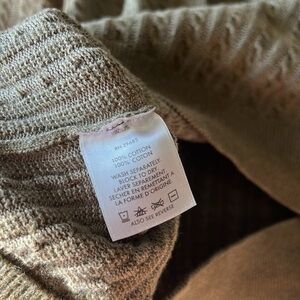 100% COTTON
100% COTON
WASH SEPARATELY
BLOCK TO DRY
LAVER SEPAREMENT
SECHER EN REMETTANT A
LA FORME D'ORIGINE
ALSO SEE REVERSE